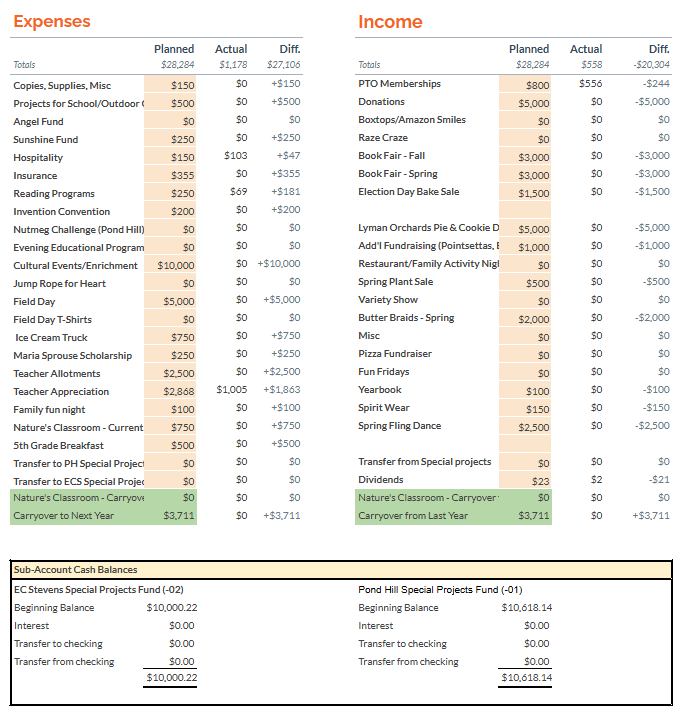 Expenses
Planned Actual Diff.
Totals $28,284 $1,178 $27,106
Copies, Supplies, Misc $150 $0 +$150
Projects for School/Outdoor $500 $0 +$500
Angel Fund $0 $0 $0
Sunshine Fund $250 $0 +$250
Hospitality $150 $103 +$47
Insurance $355 $0 +$355
Reading Programs $250 $69 +$181
Invention Convention $200 $0 +$200
Nutmeg Challenge (Pond Hill) $0 $0 $0
Evening Educational Program $0 $0 $0
Cultural Events/Enrichment $10,000 $0 +$10,000
Jump Rope for Heart $0 $0 $0
Field Day $5,000 $0 +$5,000
Field Day T-Shirts $0 $0 $0
Ice Cream Truck $750 $0 +$750
Maria Sprouse Scholarship $250 $0 +$250
Teacher Allotments $2,500 $0 +$2,500
Teacher Appreciation $2,868 $1,005 +$1,863
Family fun night $100 $0 +$100
Nature's Classroom - Current $750 $0 +$750
5th Grade Breakfast $500 $0 +$500
Transfer to PH Special Project $0 $0 $0
Transfer to ECS Special Projec $0 $0 $0
Nature's Classroom - Carryove $0 $0 $0
Carryover to Next Year $3,711 $0 +$3,711
Income
Planned Actual Diff.
Totals $28,284 $558 -$20,304
PTO Memberships $800 $556 -$244
Donations $5,000 $0 -$5,000
Boxtops/Amazon Smiles $0 $0 $0
Raze Craze $0 $0 $0
Book Fair - Fall $3,000 $0 -$3,000
Book Fair - Spring $3,000 $0 -$3,000
Election Day Bake Sale $1,500 $0 -$1,500
Lyman Orchards Pie & Cookie D $5,000 $0 -$5,000
Add'l Fundraising (Pointsettas, $1,000 $0 -$1,000
Restaurant/Family Activity Nigl $0 $0 $0
Spring Plant Sale $500 $0 -$500
Variety Show $0 $0 $0
Butter Braids - Spring $2,000 $0 -$2,000
Misc $0 $0 $0
Pizza Fundraiser $0 $0 $0
Fun Fridays $0 $0 $0
Yearbook $100 $0 -$100
Spirit Wear $150 $0 -$150
Spring Fling Dance $2,500 $0 -$2,500
Transfer from Special projects $0 $0 $0
Dividends $23 $2 -$21
Nature's Classroom - Carryover $0 $0 $0
Carryover from Last Year $3,711 $0 +$3,711
Sub-Account Cash Balances
EC Stevens Special Projects Fund (-02)
Beginning Balance $10,000.22
Interest $0.00
Transfer to checking $0.00
Transfer from checking $0.00
$10,000.22
Pond Hill Special Projects Fund (-01)
Beginning Balance $10,618.14
Interest $0.00
Transfer to checking $0.00
Transfer from checking $0.00
$10,618.14